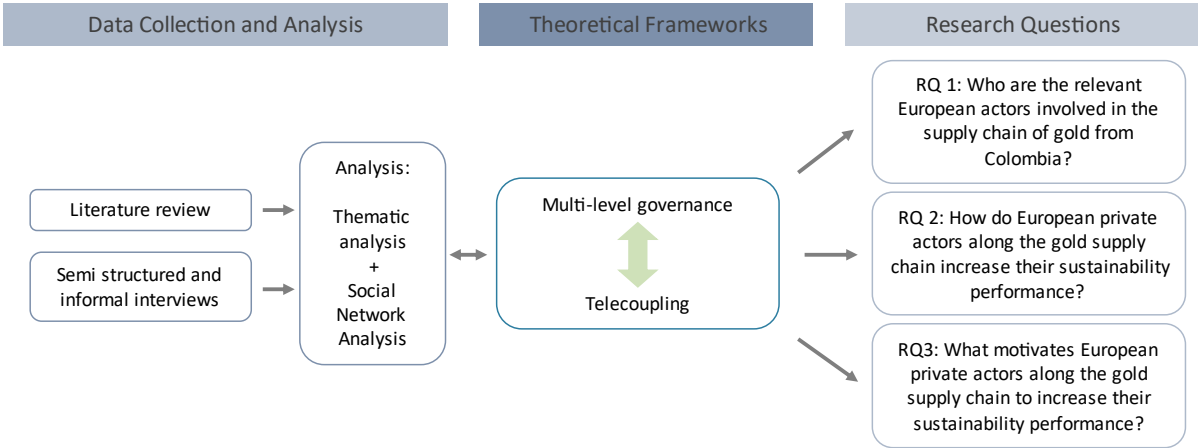 Data Collection and Analysis
Theoretical Frameworks
Research Questions
Literature review
Semi structured and
informal interviews
Analysis:
Thematic
analysis
+
Social
Network
Analysis
Multi-level governance
Telecoupling
RQ 1: Who are the relevant
European actors involved in the
supply chain of gold from
Colombia?
RQ 2: How do European private
actors along the gold supply
chain increase their sustainability
performance?
RQ3: What motivates European
private actors along the gold
supply chain to increase their
sustainability performance?